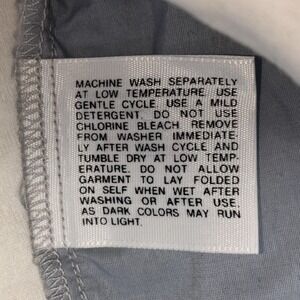 MACHINE WASH SEPARATELY
AT LOW TEMPERATURE. USE
GENTLE CYCLE. USE A MILD
DETERGENT. DO NOT USE
CHLORINE BLEACH. REMOVE
FROM WASHER IMMEDIATE-
LY AFTER WASH CYCLE AND
TUMBLE DRY AT LOW TEMP-
ERATURE. DO NOT ALLOW
GARMENT TO LAY FOLDED
ON SELF WHEN WET AFTER
WASHING OR AFTER USE.
AS DARK COLORS MAY RUN
INTO LIGHT.